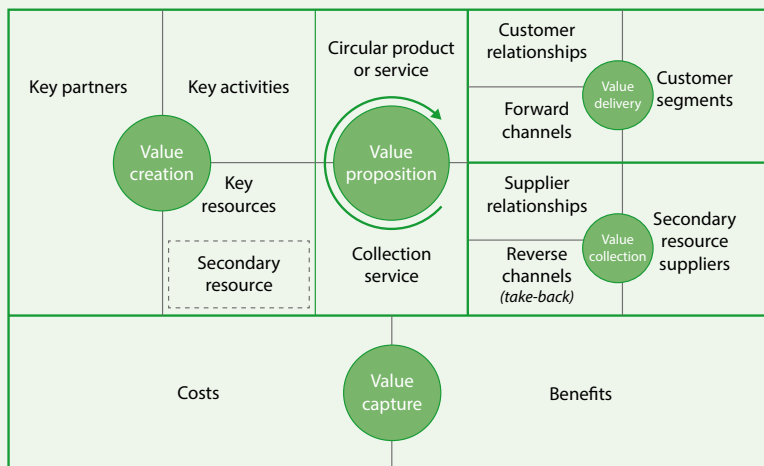 Key partners
Key activities
Value
creation
Key
resources
Secondary
resource
Circular product
or service
Value
proposition
Collection
service
Customer
relationships
Forward
channels
Value
delivery
Customer
segments
Supplier
relationships
Reverse
channels
(take-back)
Value
collection
Secondary
resource
suppliers
Costs
Value
capture
Benefits